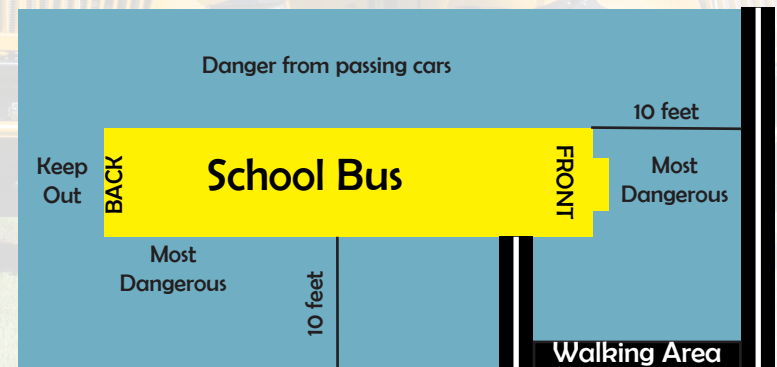 Danger from passing cars
10 feet
Keep
Out
BACK
School Bus
FRONT
Most
Dangerous
Most
Dangerous
10 feet
Walking Area